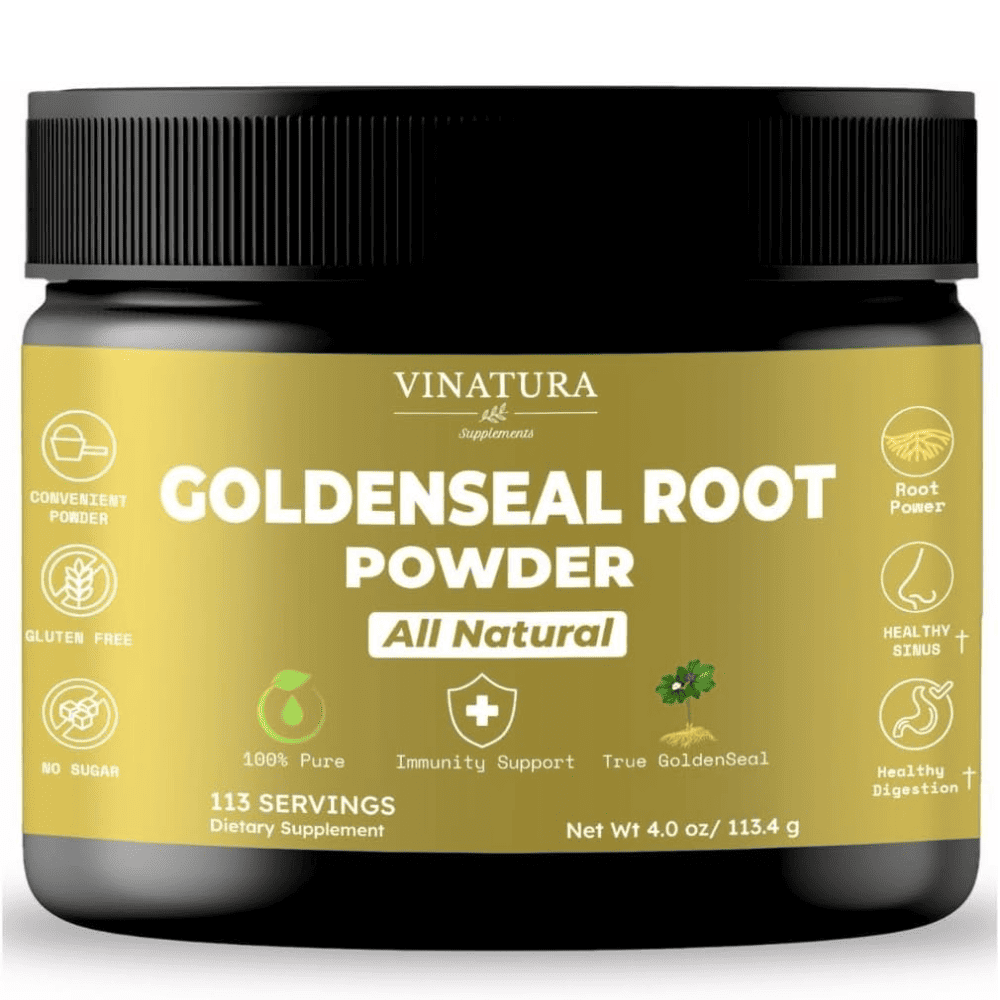 VINATURA
Supplements
GOLDENSEAL ROOT
POWDER
All Natural
CONVENIENT
POWDER
GLUTEN FREE
NO SUGAR
Root
Power
HEALTHY
SINUS †
Healthy
Digestion †
100% Pure
Immunity Support
True GoldenSeal
113 SERVINGS
Dietary Supplement
Net Wt 4.0 oz/ 113.4 g